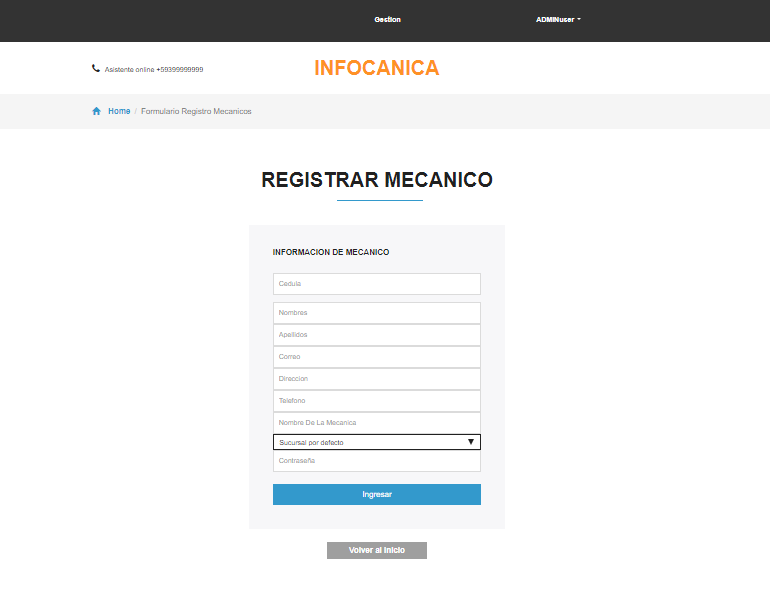 Gestion
ADMINuser
Asistente online +59399999999
INFOCANICA
Home / Formulario Registro Mecanicos
REGISTRAR MECANICO
INFORMACION DE MECANICO
Cedula
Nombres
Apellidos
Correo
Direccion
Telefono
Nombre De La Mecanica
Sucursal por defecto
Contraseña
Ingresar
Volver al Inicio